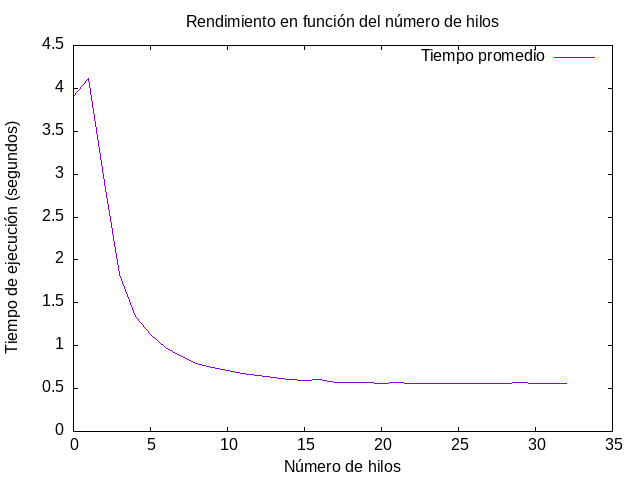 Rendimiento en función del número de hilos
Tiempo promedio
Tiempo de ejecución (segundos)
4.5
4
3.5
3
2.5
2
1.5
1
0.5
0
0 5 10 15 20 25 30 35
Número de hilos